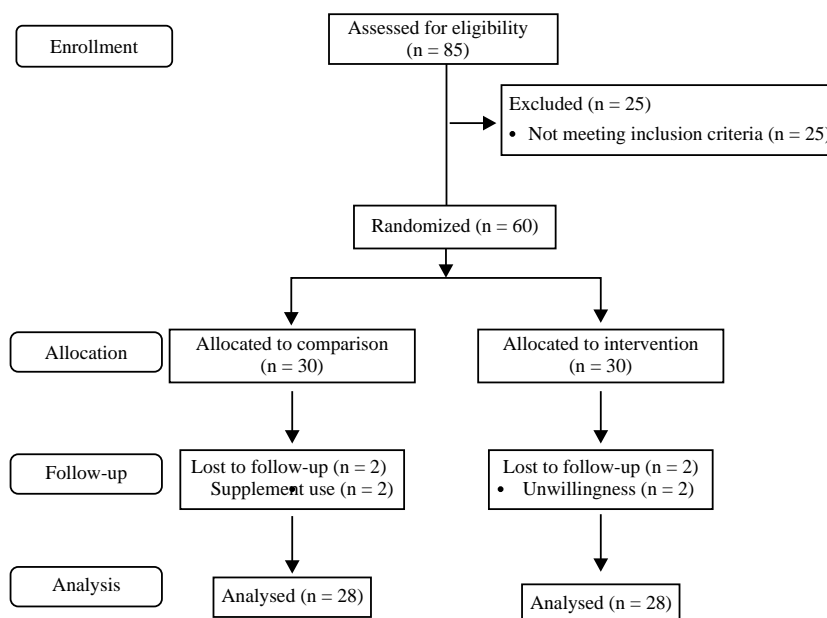 Enrollment
Assessed for eligibility
(n = 85)
Excluded (n = 25)
• Not meeting inclusion criteria (n = 25)
Randomized (n = 60)
Allocation
Allocated to comparison
(n = 30)
Allocated to intervention
(n = 30)
Follow-up
Lost to follow-up (n = 2)
• Supplement use (n = 2)
Lost to follow-up (n = 2)
• Unwillingness (n = 2)
Analysis
Analysed (n = 28)
Analysed (n = 28)